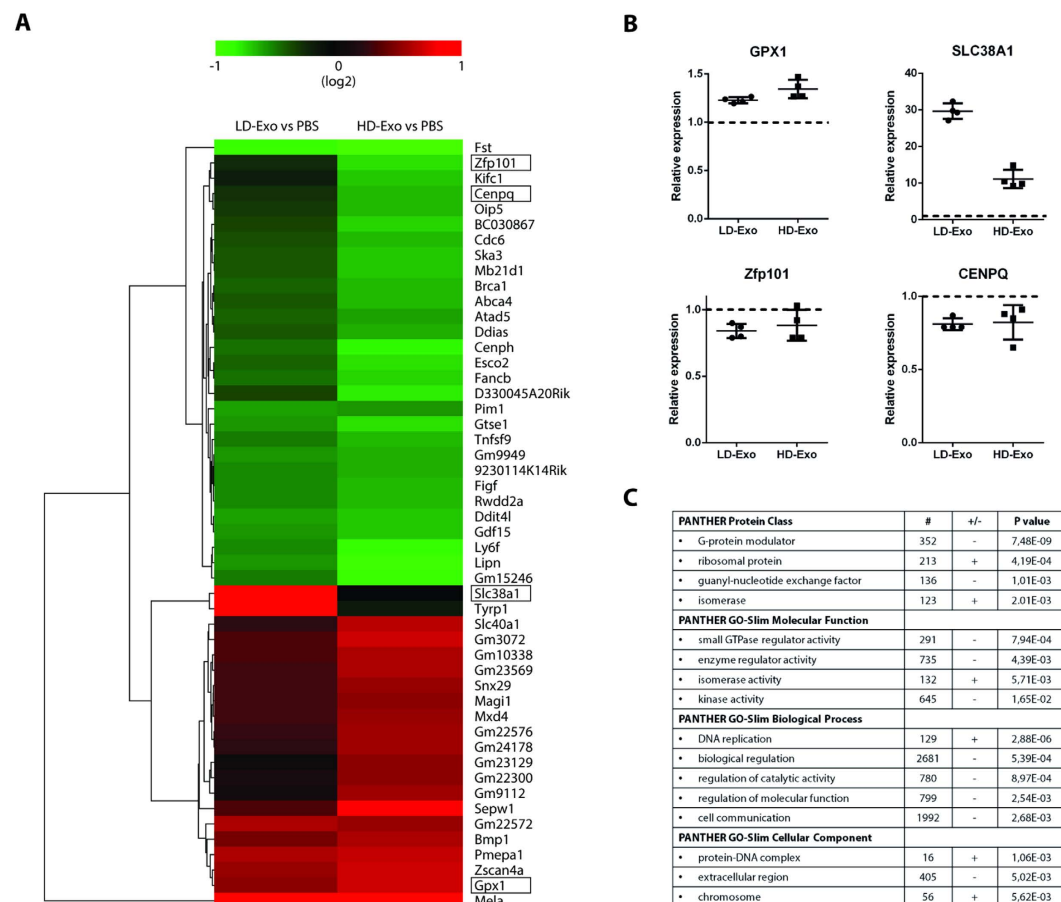 A
-1
0
1
(log2)
LD-Exo vs PBS
HD-Exo vs PBS
Fst
Zfp101
Kifc1
Cenpq
Oip5
BC030867
Cdc6
Ska3
Mb21d1
Brca1
Abca4
Atad5
Ddias
Cenph
Esco2
Fancb
D330045A20Rik
Pim1
Gtse1
Tnfsf9
Gm9949
9230114K14Rik
Figf
Rwdd2a
Ddit4l
Gdf15
Ly6f
Lipn
Gm15246
Slc38a1
Tyrp1
Slc40a1
Gm3072
Gm10338
Gm23569
Snx29
Magi1
Mxd4
Gm22576
Gm24178
Gm23129
Gm22300
Gm9112
Sepw1
Gm22572
Bmp1
Pmepa1
Zscan4a
Gpx1
Mela
B
GPX1
Relative expression
1.5
1.0
0.5
0.0
LD-Exo HD-Exo
SLC38A1
Relative expression
40
30
20
10
0
LD-Exo HD-Exo
Zfp101
Relative expression
1.0
0.5
0.0
LD-Exo HD-Exo
CENPQ
Relative expression
1.0
0.5
0.0
LD-Exo HD-Exo
C
PANTHER Protein Class # +/- P value
• G-protein modulator 352 - 7,48E-09
• ribosomal protein 213 + 4,19E-04
• guanyl-nucleotide exchange factor 136 - 1,01E-03
• isomerase 123 + 2.01E-03
PANTHER GO-Slim Molecular Function
• small GTPase regulator activity 291 - 7,94E-04
• enzyme regulator activity 735 - 4,39E-03
• isomerase activity 132 + 5,71E-03
• kinase activity 645 - 1,65E-02
PANTHER GO-Slim Biological Process
• DNA replication 129 + 2,88E-06
• biological regulation 2681 - 5,39E-04
• regulation of catalytic activity 780 - 8,97E-04
• regulation of molecular function 799 - 2,54E-03
• cell communication 1992 - 2,68E-03
PANTHER GO-Slim Cellular Component
• protein-DNA complex 16 + 1,06E-03
• extracellular region 405 - 5,02E-03
• chromosome 56 + 5,62E-03